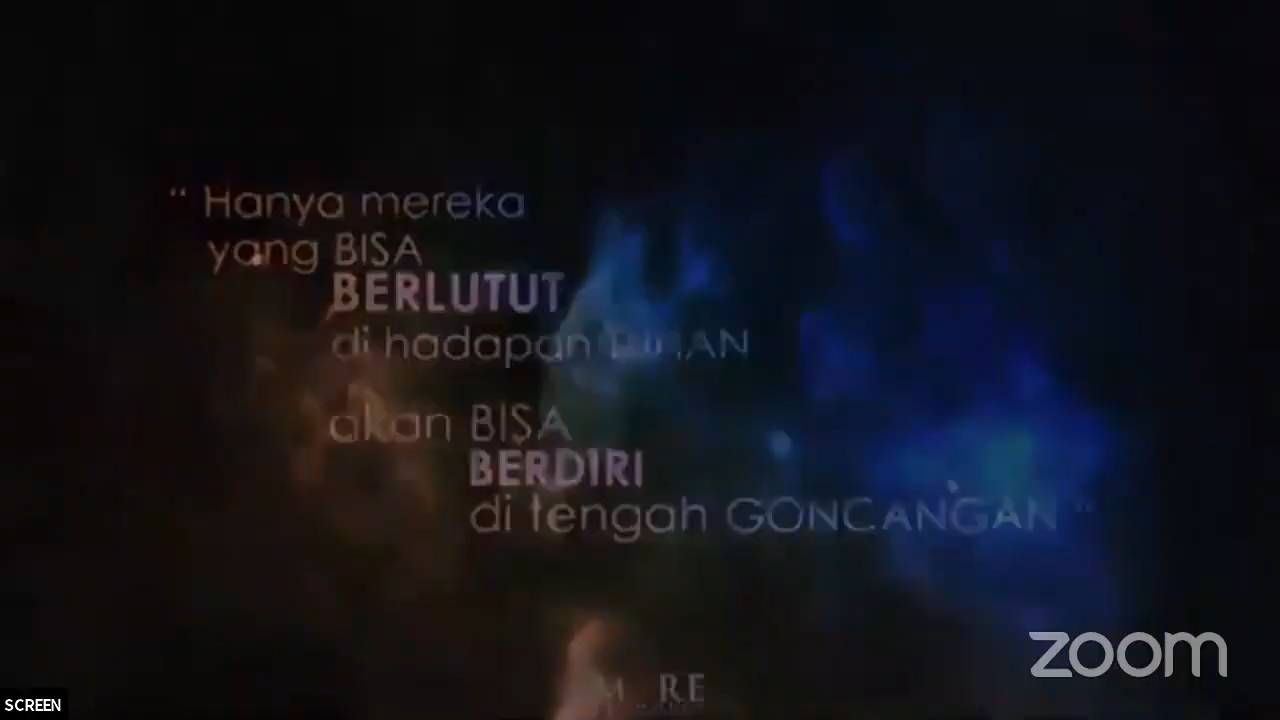 “ Hanya mereka
yang BISA
BERLUTUT
di hadapan
akan BISA
BERDIRI
di tengah GONCANGAN “
zoom
SCREEN